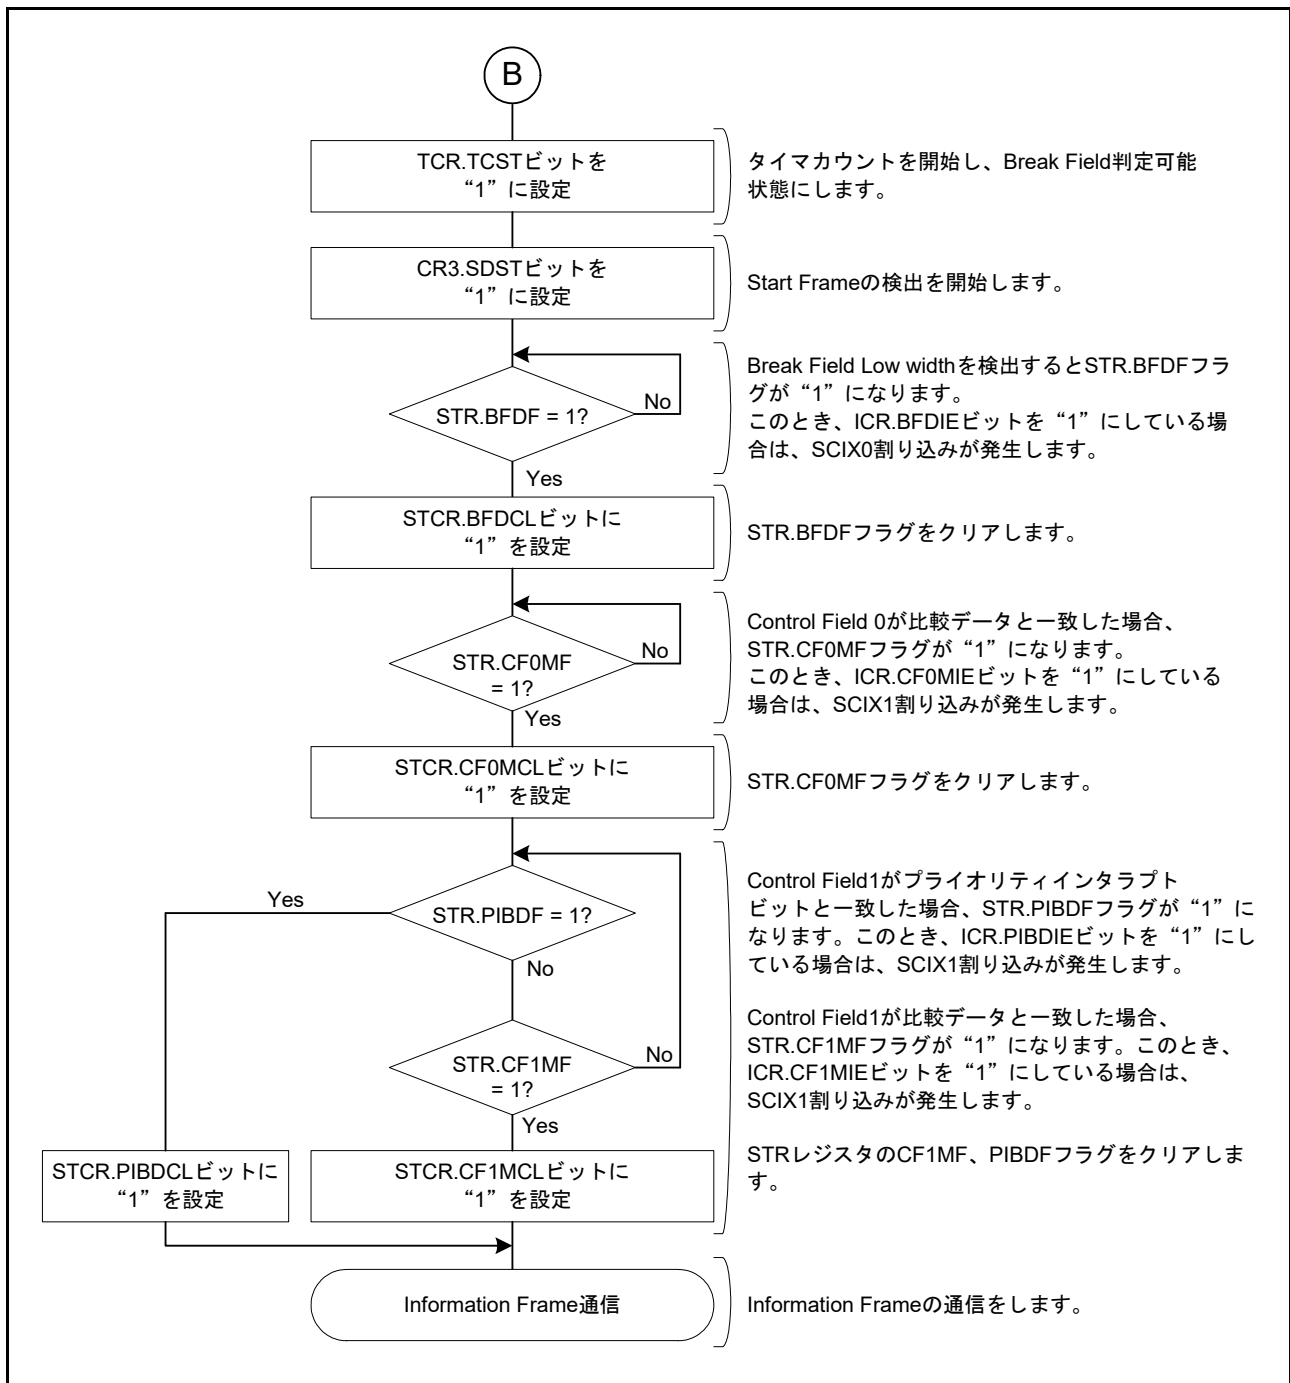 B
TCR.TCSTビットを
“1”に設定
タイマカウントを開始し、Break Field判定可能
状態にします。
CR3.SDSTビットを
“1”に設定
Start Frameの検出を開始します。
STR.BFDF = 1?
No
Yes
Break Field Low widthを検出するとSTR.BFDFフラ
グが“1”になります。
このとき、ICR.BFDIEビットを“1”にしている場
合は、SCIX0割り込みが発生します。
STCR.BFDCLビットに
“1”を設定
STR.BFDFフラグをクリアします。
STR.CF0MF
= 1?
No
Yes
Control Field 0が比較データと一致した場合、
STR.CF0MFフラグが“1”になります。
このとき、ICR.CF0MIEビットを“1”にしている
場合は、SCIX1割り込みが発生します。
STCR.CF0MCLビットに
“1”を設定
STR.CF0MFフラグをクリアします。
Yes
STR.PIBDF = 1?
No
Control Field1がプライオリティインタラプト
ビットと一致した場合、STR.PIBDFフラグが“1”に
なります。このとき、ICR.PIBDIEビットを“1”にし
ている場合は、SCIX1割り込みが発生します。
STR.CF1MF
= 1?
No
Yes
Control Field1が比較データと一致した場合、
STR.CF1MFフラグが“1”になります。このとき、
ICR.CF1MIEビットを“1”にしている場合は、
SCIX1割り込みが発生します。
STCR.PIBDCLビットに
“1”を設定
STCR.CF1MCLビットに
“1”を設定
STRレジスタのCF1MF、PIBDFフラグをクリアしま
す。
Information Frame通信
Information Frameの通信をします。